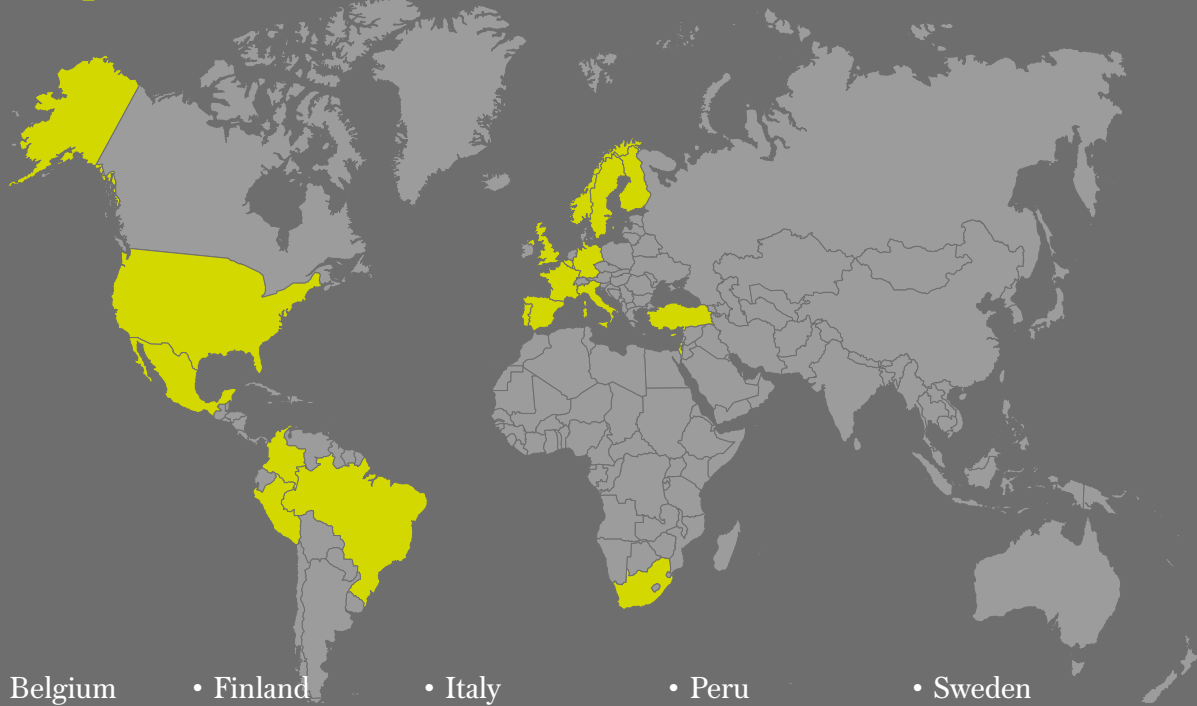 Belgium • Finland • Italy • Peru • Sweden